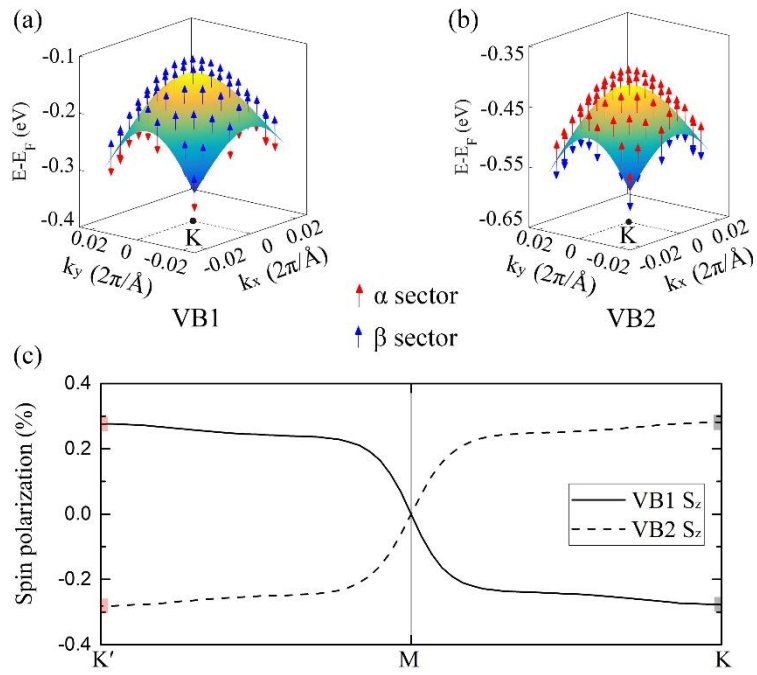 (a)
(b)
E-E_F (eV)
-0.1
-0.2
-0.3
-0.4
K
0.02
0
-0.02
k_y (2π/Å)
-0.02
0
0.02
k_x (2π/Å)
VB1
E-E_F (eV)
-0.35
-0.45
-0.55
-0.65
K
0.02
0
-0.02
k_y (2π/Å)
-0.02
0
0.02
k_x (2π/Å)
VB2
α sector
β sector
(c)
Spin polarization (%)
0.4
0.2
0.0
-0.2
-0.4
VB1 S_z
VB2 S_z
K′
M
K